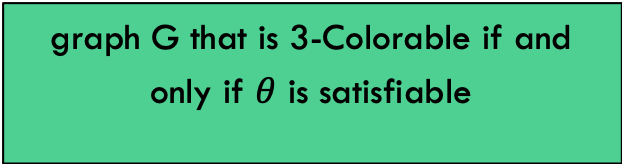 graph G that is 3-Colorable if and
only if 𝜃 is satisfiable